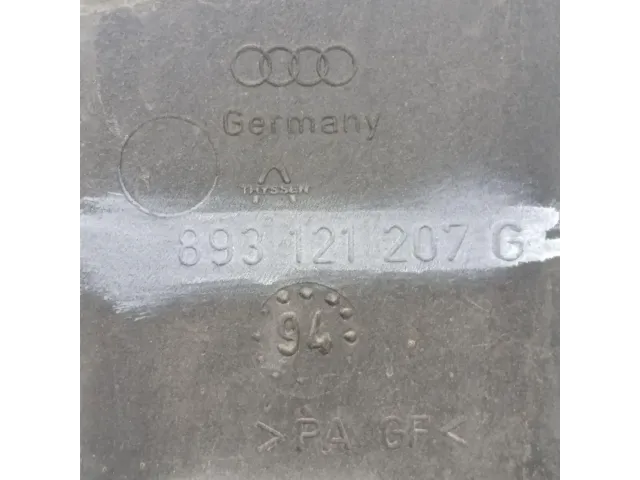 Germany
THYSSEN
893 121 207 G
94
>PA GF<